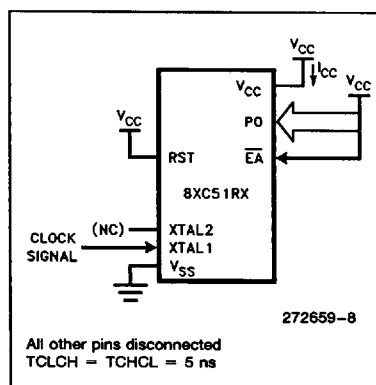 VCC
ICC
VCC
VCC
VCC
P0
RST
EA
8XC51RX
(NC)
XTAL2
CLOCK
SIGNAL
XTAL1
VSS
272659–8
All other pins disconnected
TCLCH = TCHCL = 5 ns